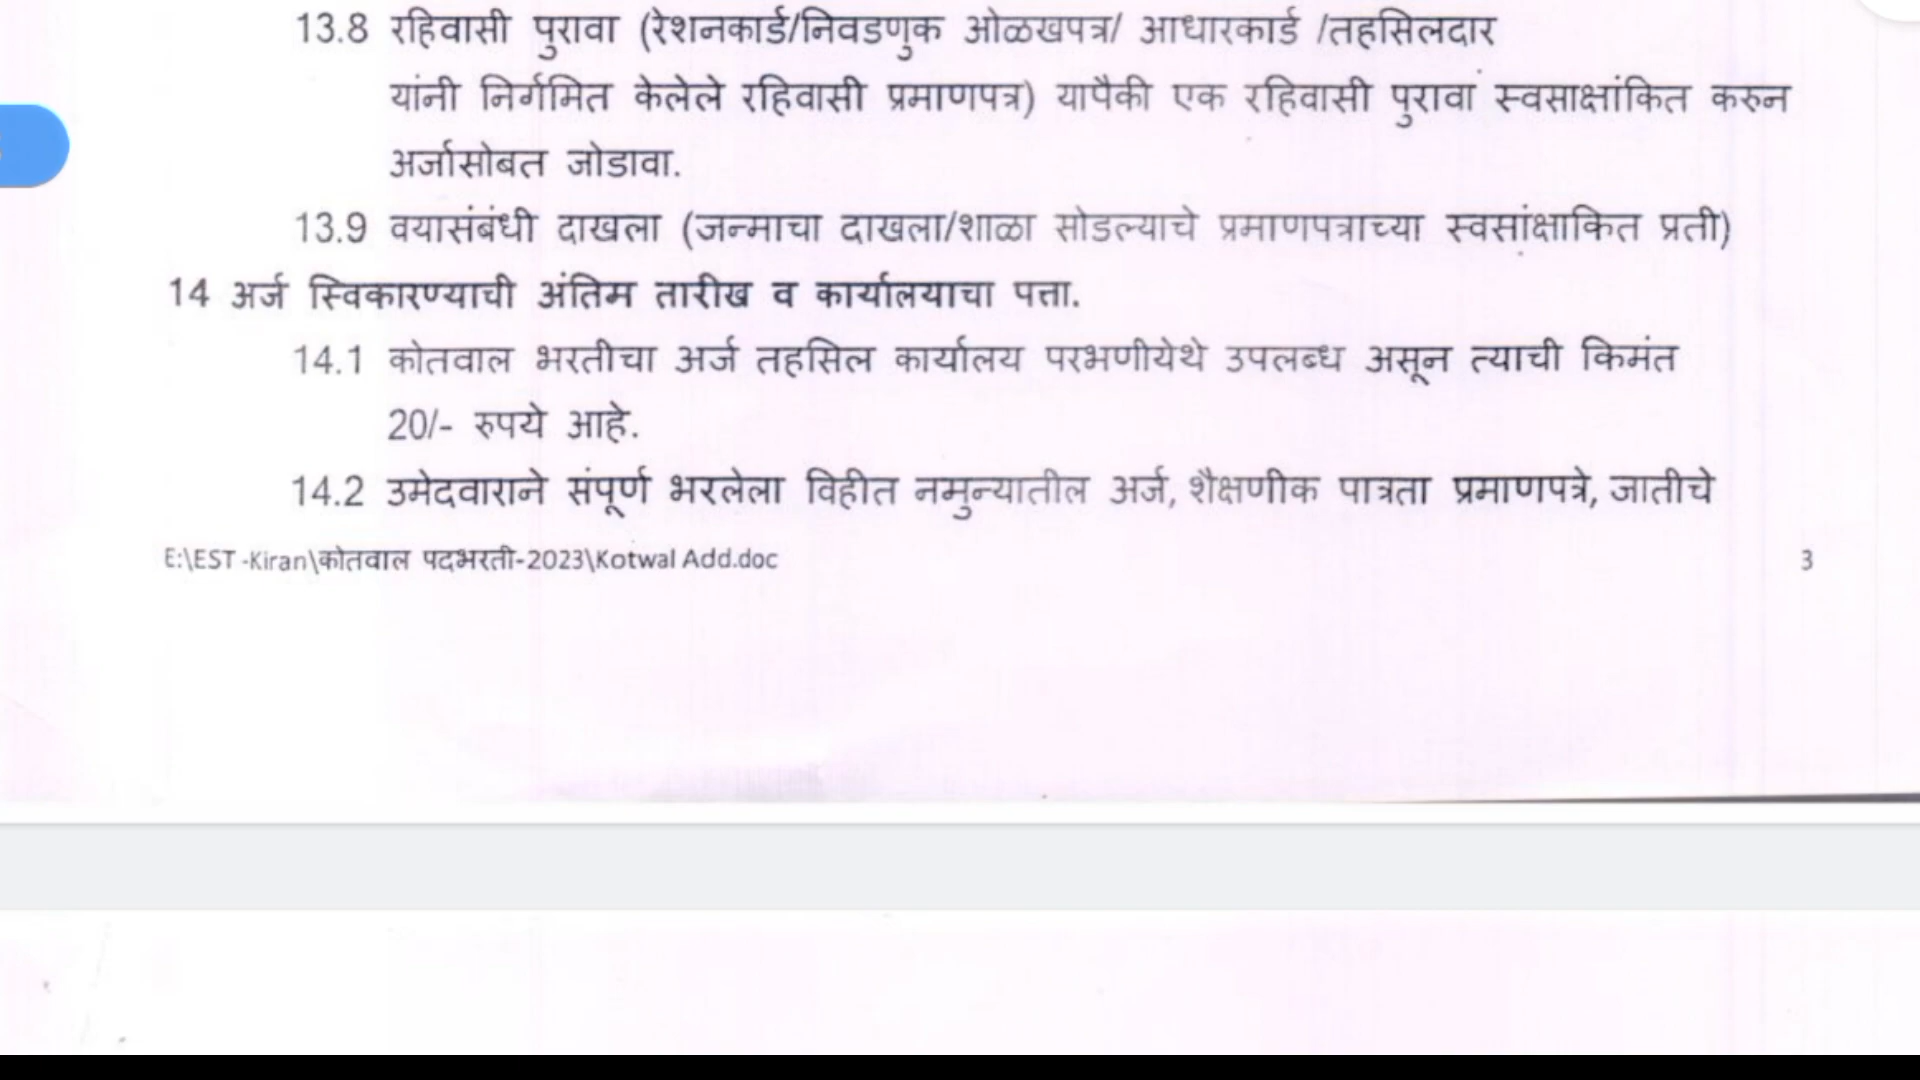 13.8 रहिवासी पुरावा (रेशनकार्ड/निवडणुक ओळखपत्र/ आधारकार्ड /तहसिलदार
यांनी निर्गमित केलेले रहिवासी प्रमाणपत्र) यापैकी एक रहिवासी पुरावा स्वसाक्षांकित करुन
अर्जासोबत जोडावा.
13.9 वयासंबंधी दाखला (जन्माचा दाखला/शाळा सोडल्याचे प्रमाणपत्राच्या स्वसांक्षाकित प्रती)
14 अर्ज स्विकारण्याची अंतिम तारीख व कार्यालयाचा पत्ता.
14.1 कोतवाल भरतीचा अर्ज तहसिल कार्यालय परभणीयेथे उपलब्ध असून त्याची किमंत
20/- रुपये आहे.
14.2 उमेदवाराने संपूर्ण भरलेला विहीत नमुन्यातील अर्ज, शैक्षणीक पात्रता प्रमाणपत्रे, जातीचे
E:\EST -Kiran\कोतवाल पदभरती-2023\Kotwal Add.doc 3